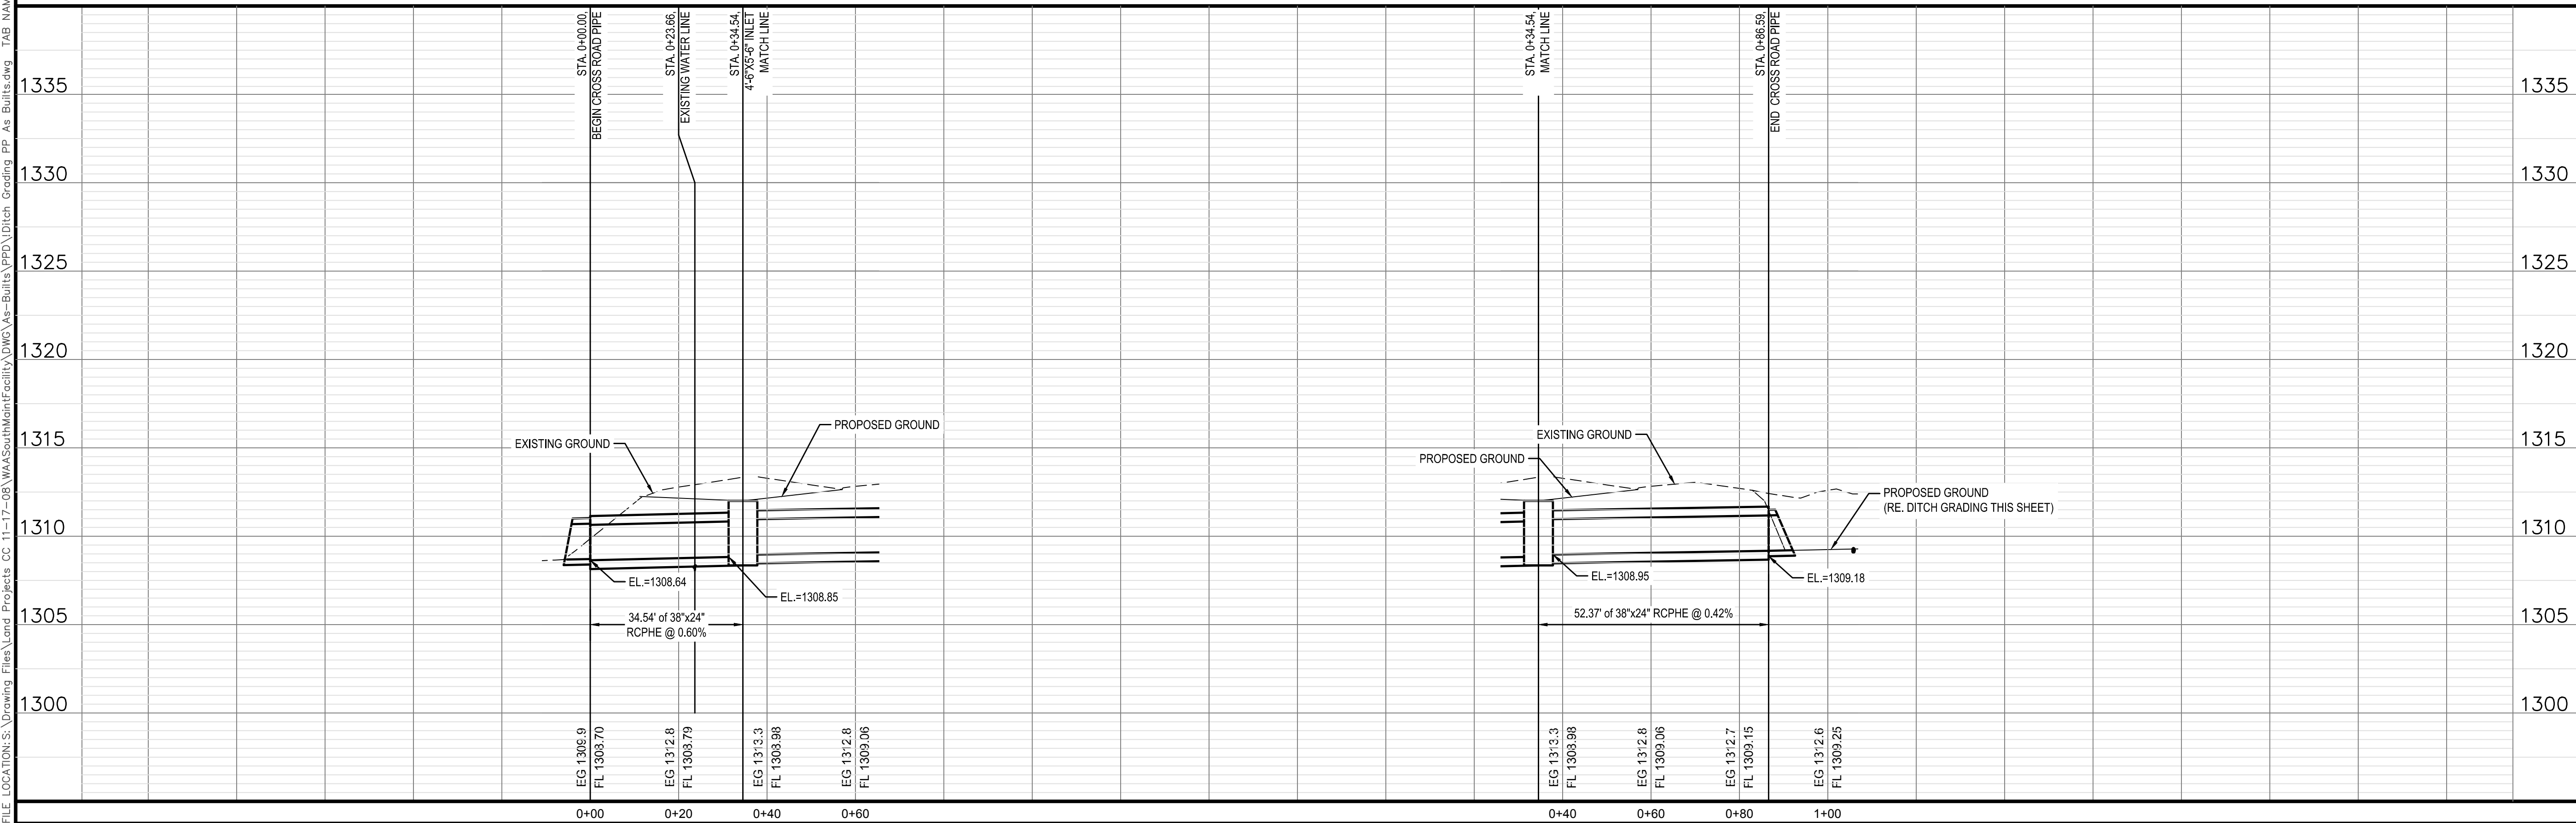 FILE LOCATION: S:\Drawing Files\Land Projects CC 11-17-08\WAASouthMaintFacility\DWG\As-Builts\PPD\!Ditch Grading PP As Builts.dwg TAB NAM
STA. 0+00.00,
BEGIN CROSS ROAD PIPE
STA. 0+23.66,
EXISTING WATER LINE
STA. 0+34.54,
4'-6"X5'-6" INLET
MATCH LINE
STA. 0+34.54,
MATCH LINE
STA. 0+86.59,
END CROSS ROAD PIPE
1335
1335
1330
1330
1325
1325
1320
1320
1315
1315
1310
1310
1305
1305
1300
1300
EXISTING GROUND
PROPOSED GROUND
EL.=1308.64
EL.=1308.85
34.54' of 38"x24"
RCPHE @ 0.60%
PROPOSED GROUND
EXISTING GROUND
PROPOSED GROUND
(RE. DITCH GRADING THIS SHEET)
EL.=1308.95
EL.=1309.18
52.37' of 38"x24" RCPHE @ 0.42%
EG 1309.9
FL 1308.70
EG 1312.8
FL 1308.79
EG 1313.3
FL 1308.98
EG 1312.8
FL 1309.06
EG 1313.3
FL 1308.98
EG 1312.8
FL 1309.06
EG 1312.7
FL 1309.15
EG 1312.6
FL 1309.25
0+00
0+20
0+40
0+60
0+40
0+60
0+80
1+00